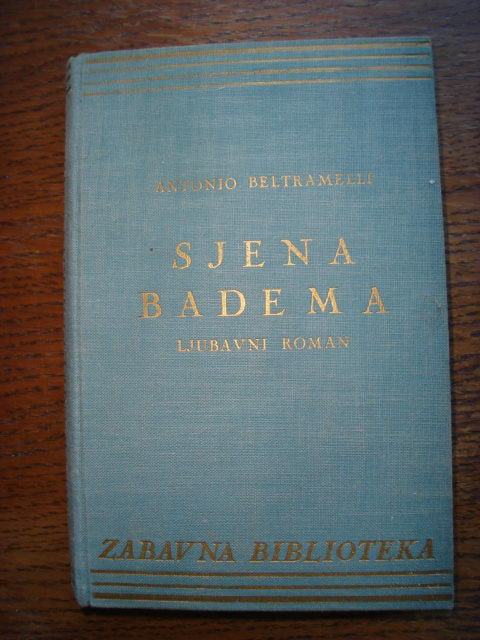 ANTONIO BELTRAMELLI
SJENA
BADEMA
LJUBAVNI ROMAN
ZABAVNA BIBLIOTEKA